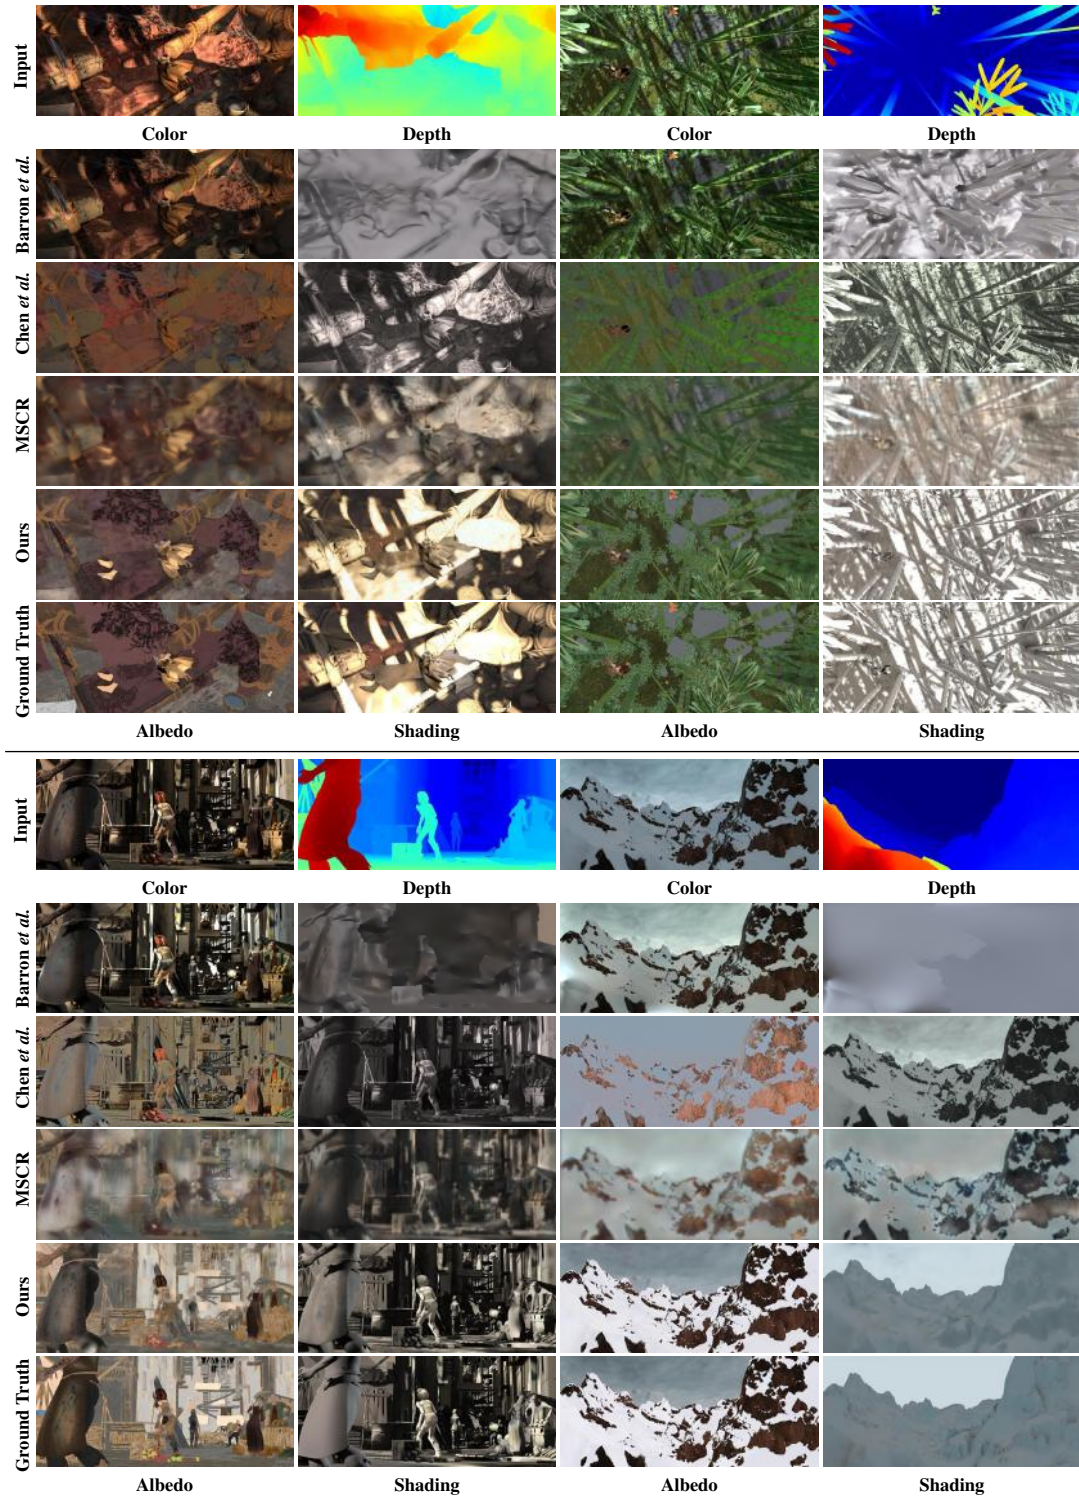 Input
Color Depth Color Depth
Barron et al.
Chen et al.
MSCR
Ours
Ground Truth
Albedo Shading Albedo Shading
Input
Color Depth Color Depth
Barron et al.
Chen et al.
MSCR
Ours
Ground Truth
Albedo Shading Albedo Shading